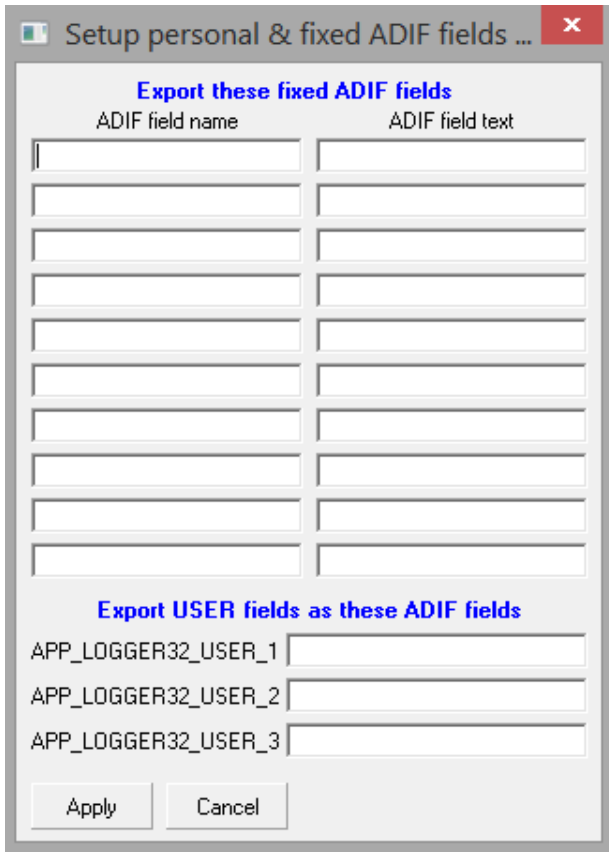 Setup personal & fixed ADIF fields ...
Export these fixed ADIF fields
ADIF field name ADIF field text
Export USER fields as these ADIF fields
APP_LOGGER32_USER_1
APP_LOGGER32_USER_2
APP_LOGGER32_USER_3
Apply Cancel